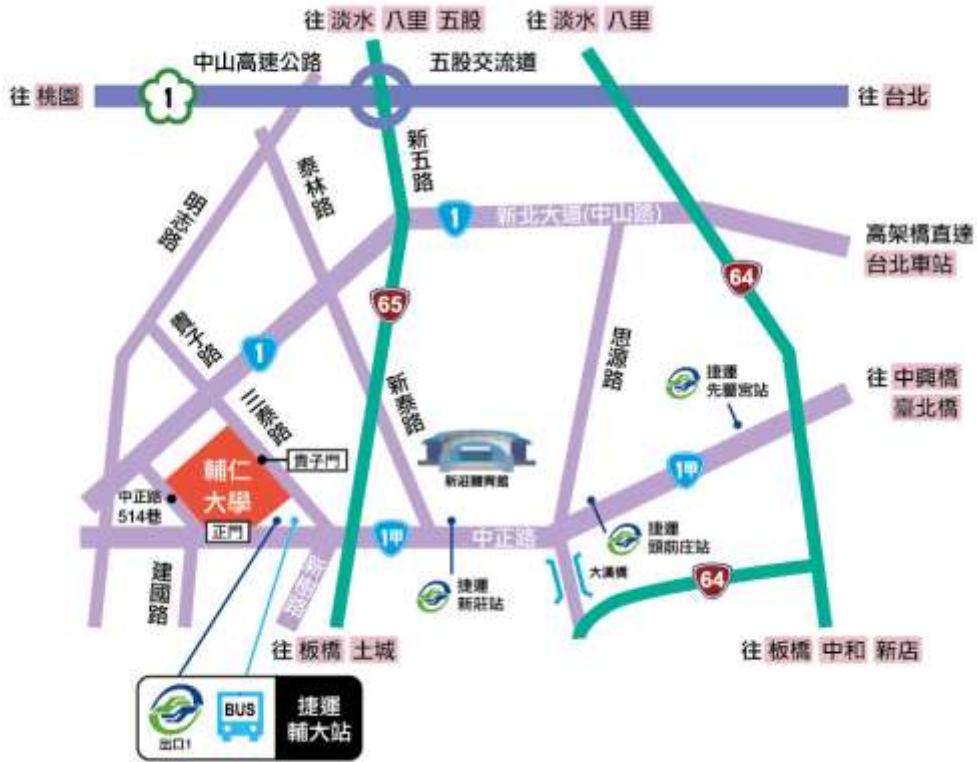 往 淡水 八里 五股
往 淡水 八里
中山高速公路
五股交流道
往 桃園
1
往 台北
新五路
泰林路
明志路
1
新北大道(中山路)
高架橋直達
台北車站
64
65
貴子路
1
思源路
捷運
先嗇宮站
往 中興橋
臺北橋
三泰路
新泰路
輔仁
大學
貴子門
新莊體育館
1甲
中正路
514巷
正門
1甲
中正路
捷運
頭前庄站
建國路
捷運
新莊站
大漢橋
64
往 板橋 土城
往 板橋 中和 新店
BUS
捷運
輔大站
出口1